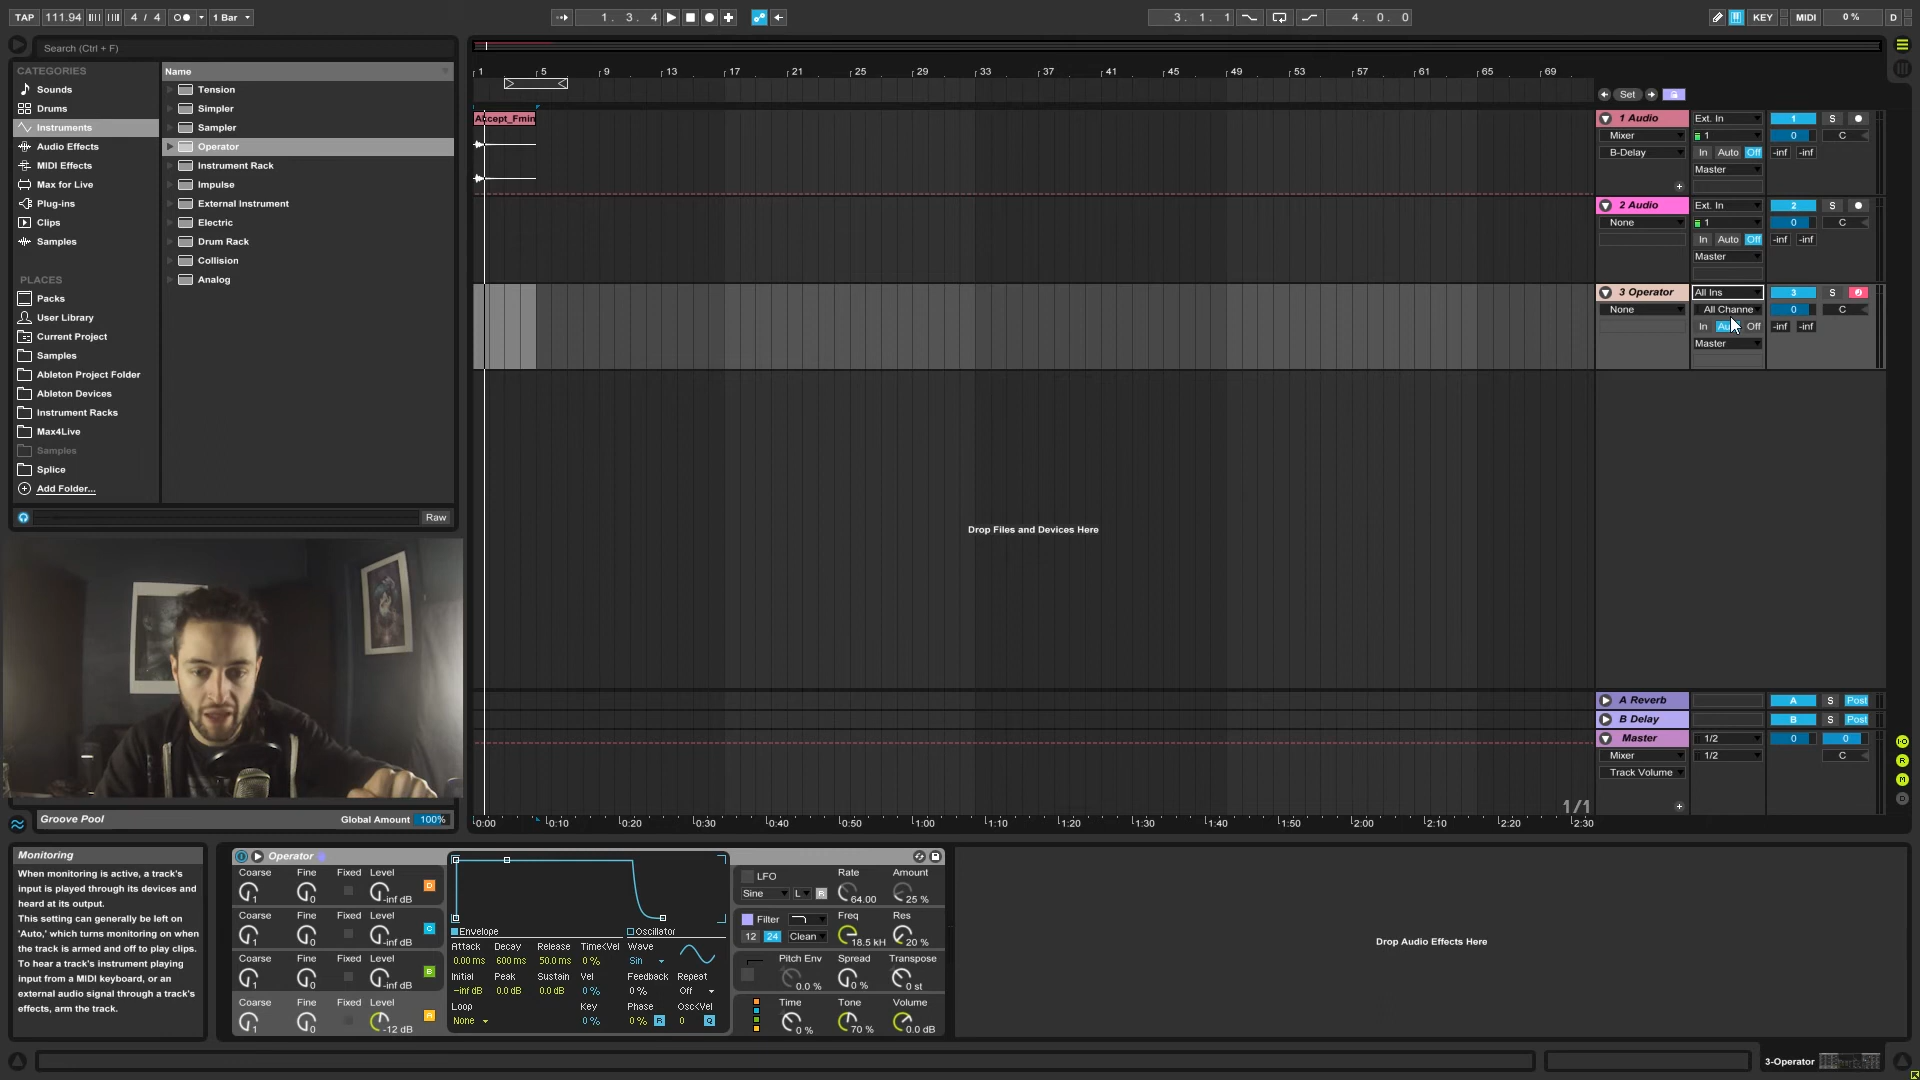 TAP 111.94 4 / 4 1 Bar 1. 3. 4 3. 1. 1 4. 0. 0 KEY MIDI 0 % D
Search (Ctrl + F)
CATEGORIES
Sounds
Drums
Instruments
Audio Effects
MIDI Effects
Max for Live
Plug-ins
Clips
Samples
PLACES
Packs
User Library
Current Project
Samples
Ableton Project Folder
Ableton Devices
Instrument Racks
Max4Live
Samples
Splice
Add Folder...
Name
Tension
Simpler
Sampler
Operator
Instrument Rack
Impulse
External Instrument
Electric
Drum Rack
Collision
Analog
Raw
1 5 9 13 17 21 25 29 33 37 41 45 49 53 57 61 65 69
Set
Accept_Fmin
1 Audio Ext. In 1 S
Mixer 1 0 C
B-Delay In Auto Off -inf -inf
Master
2 Audio Ext. In 2 S
None 1 0 C
In Auto Off -inf -inf
Master
3 Operator All Ins 3 S
None All Channe 0 C
In Au Off -inf -inf
Master
Drop Files and Devices Here
A Reverb A S Post
B Delay B S Post
Master 1/2 0 0
Mixer 1/2 C
Track Volume
1/1
0:00 0:10 0:20 0:30 0:40 0:50 1:00 1:10 1:20 1:30 1:40 1:50 2:00 2:10 2:20 2:30
I·O
R
M
D
Groove Pool Global Amount 100%
Monitoring
When monitoring is active, a track's
input is played through its devices and
heard at its output.
This setting can generally be left on
'Auto,' which turns monitoring on when
the track is armed and off to play clips.
To hear a track's instrument playing
input from a MIDI keyboard, or an
external audio signal through a track's
effects, arm the track.
Operator
Coarse Fine Fixed Level
1 0 -inf dB D
Coarse Fine Fixed Level
1 0 -inf dB C
Coarse Fine Fixed Level
1 0 -inf dB B
Coarse Fine Fixed Level
1 0 -12 dB A
Envelope Oscillator
Attack Decay Release Time<Vel Wave
0.00 ms 600 ms 50.0 ms 0 % Sin
Initial Peak Sustain Vel Feedback Repeat
-inf dB 0.0 dB 0.0 dB 0 % 0 % Off
Loop Key Phase Osc<Vel
None 0 % 0 % R 0 Q
LFO Rate Amount
Sine L R 64.00 25 %
Filter Freq Res
12 24 Clean 18.5 kH 20 %
Pitch Env Spread Transpose
0.0 % 0 % 0 st
Time Tone Volume
0 % 70 % 0.0 dB
Drop Audio Effects Here
3-Operator